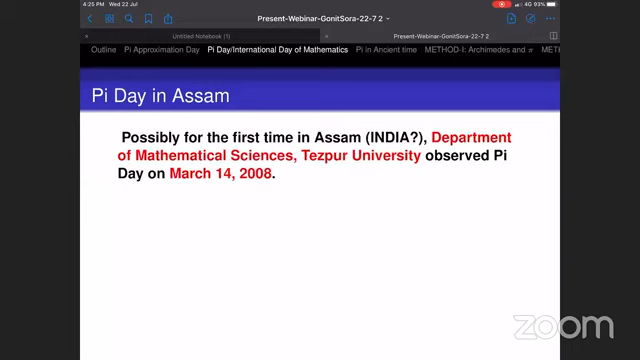 4:25 PM Wed 22 Jul
4G 93%
Present-Webinar-GonitSora-22-7 2
Untitled Notebook (1)
Present-Webinar-GonitSora-22-7 2
Outline Pi Approximation Day Pi Day/International Day of Mathematics Pi in Ancient time METHOD-I: Archimedes and π METH
Pi Day in Assam
Possibly for the first time in Assam (INDIA?), Department
of Mathematical Sciences, Tezpur University observed Pi
Day on March 14, 2008.
zoom